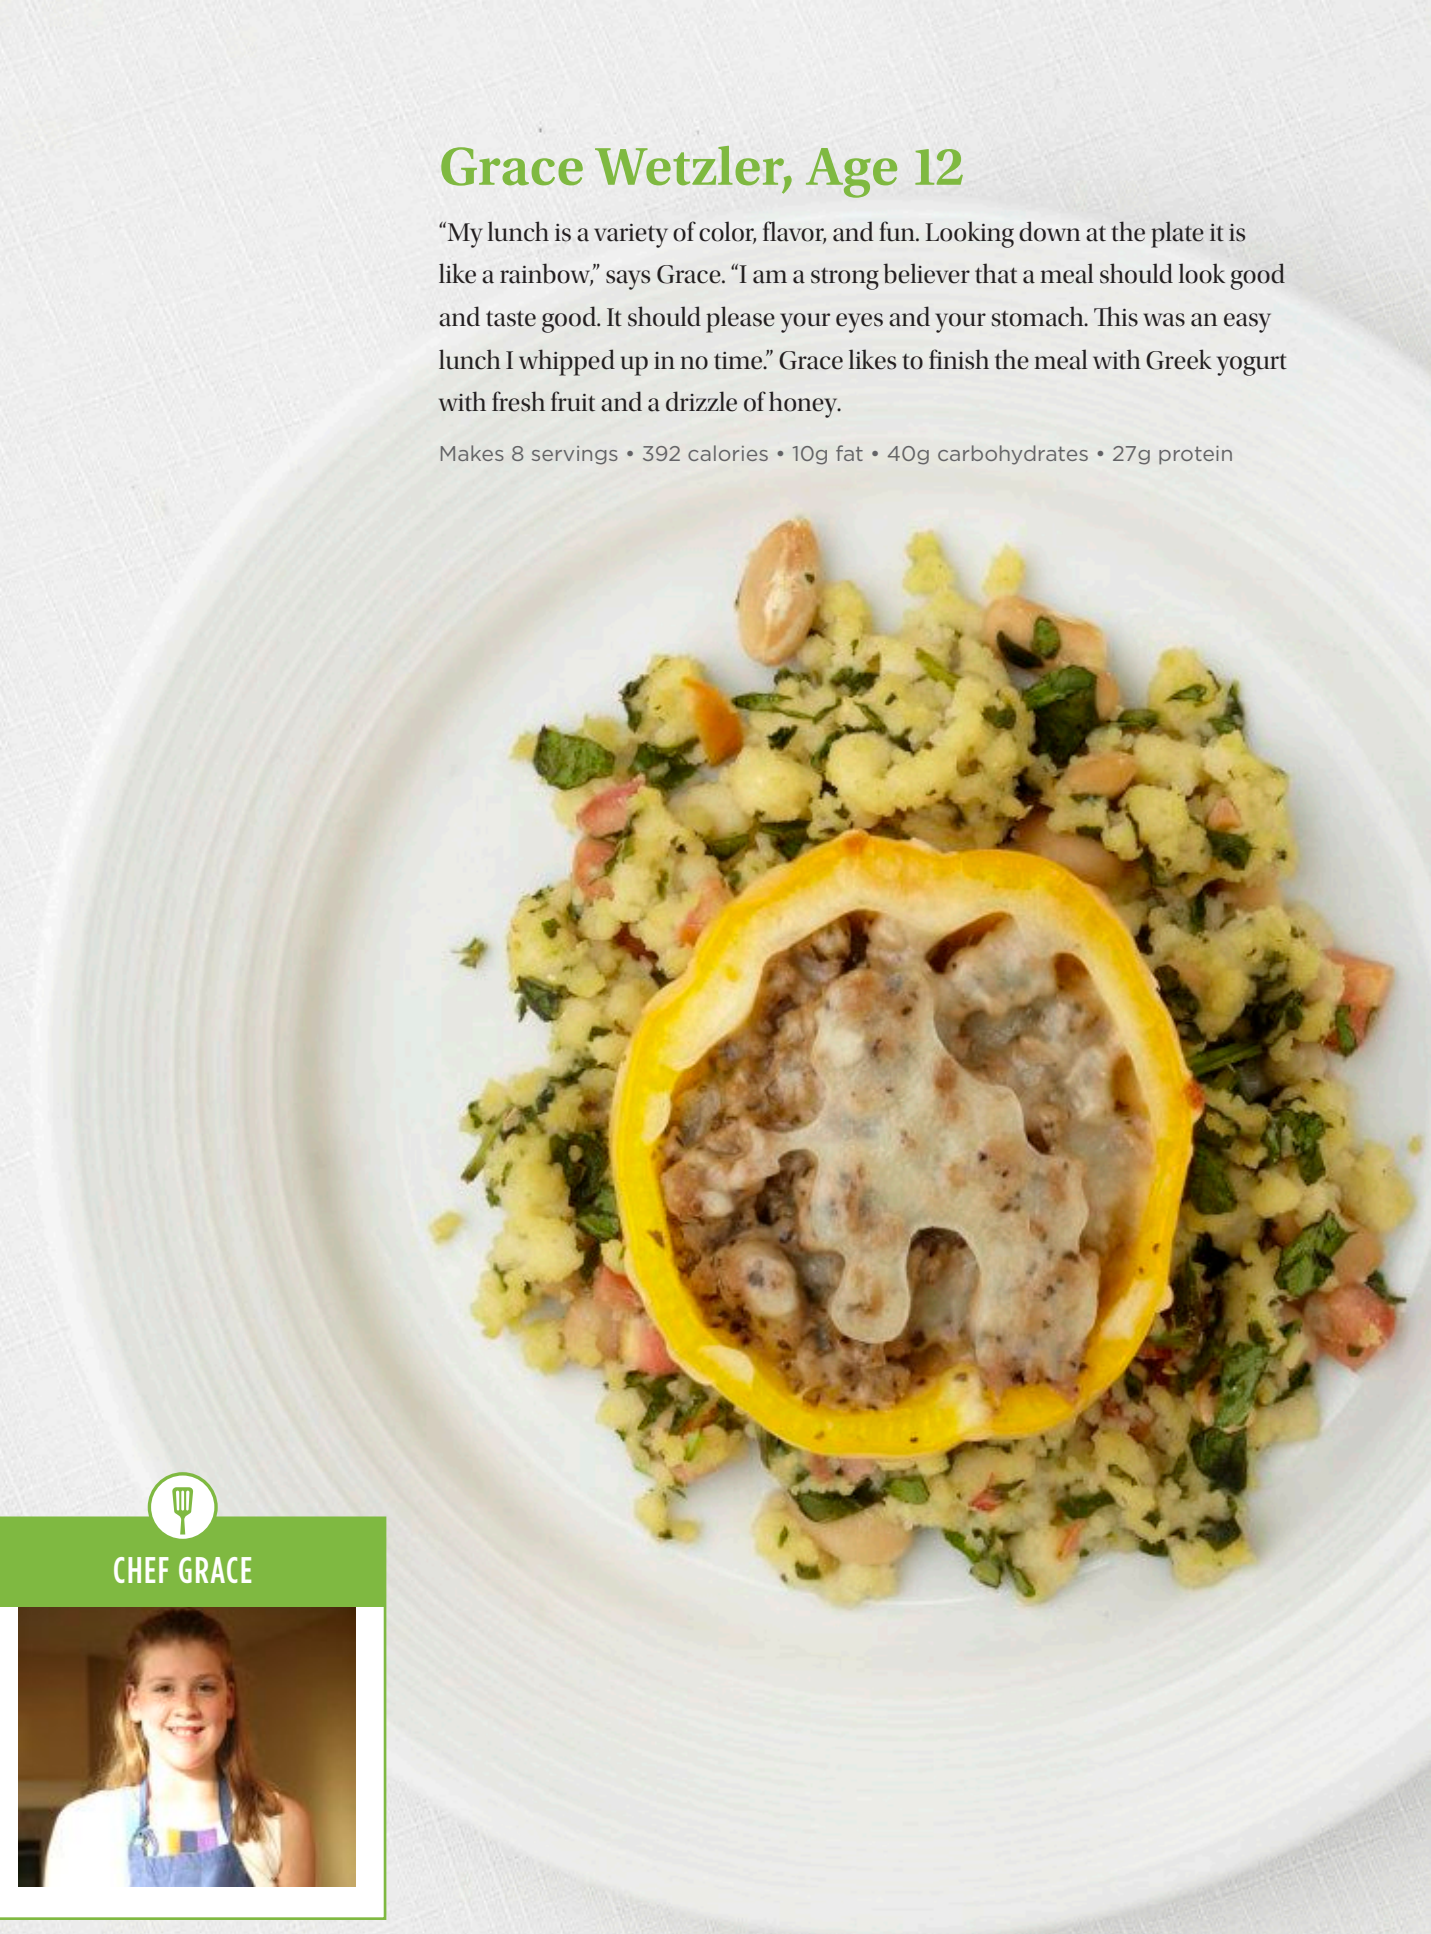 Grace Wetzler, Age 12
“My lunch is a variety of color, flavor, and fun. Looking down at the plate it is
like a rainbow,” says Grace. “I am a strong believer that a meal should look good
and taste good. It should please your eyes and your stomach. This was an easy
lunch I whipped up in no time.” Grace likes to finish the meal with Greek yogurt
with fresh fruit and a drizzle of honey.
Makes 8 servings • 392 calories • 10g fat • 40g carbohydrates • 27g protein
CHEF GRACE